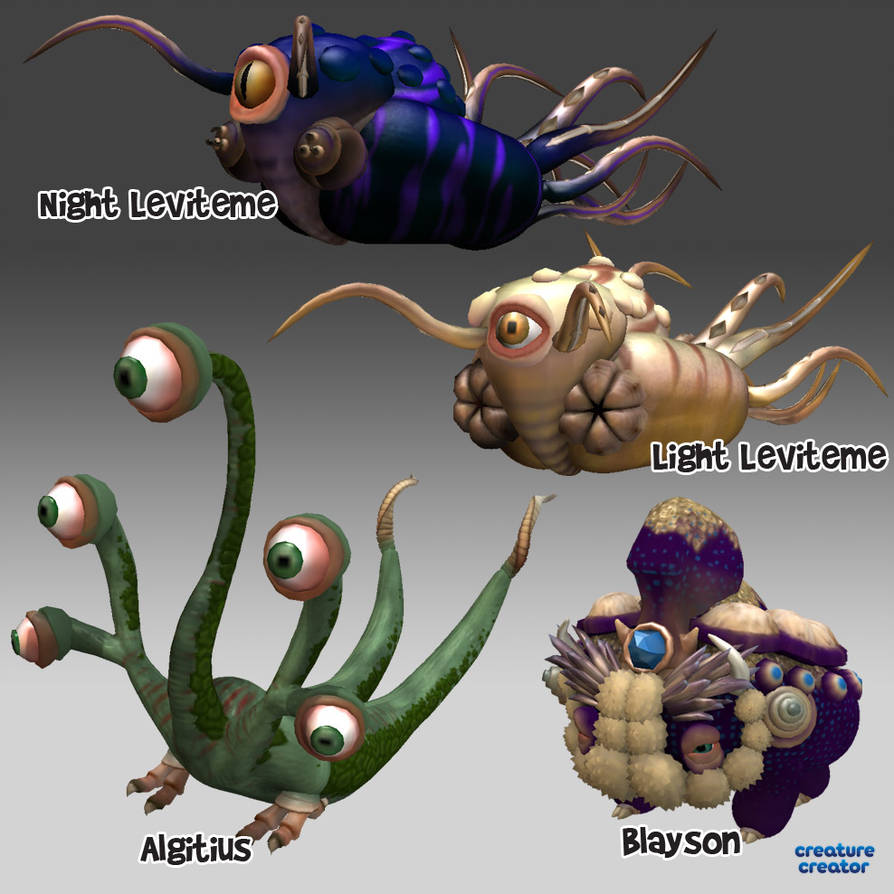 Night Leviteme
Light Leviteme
Algitius
Blayson
creature
creator